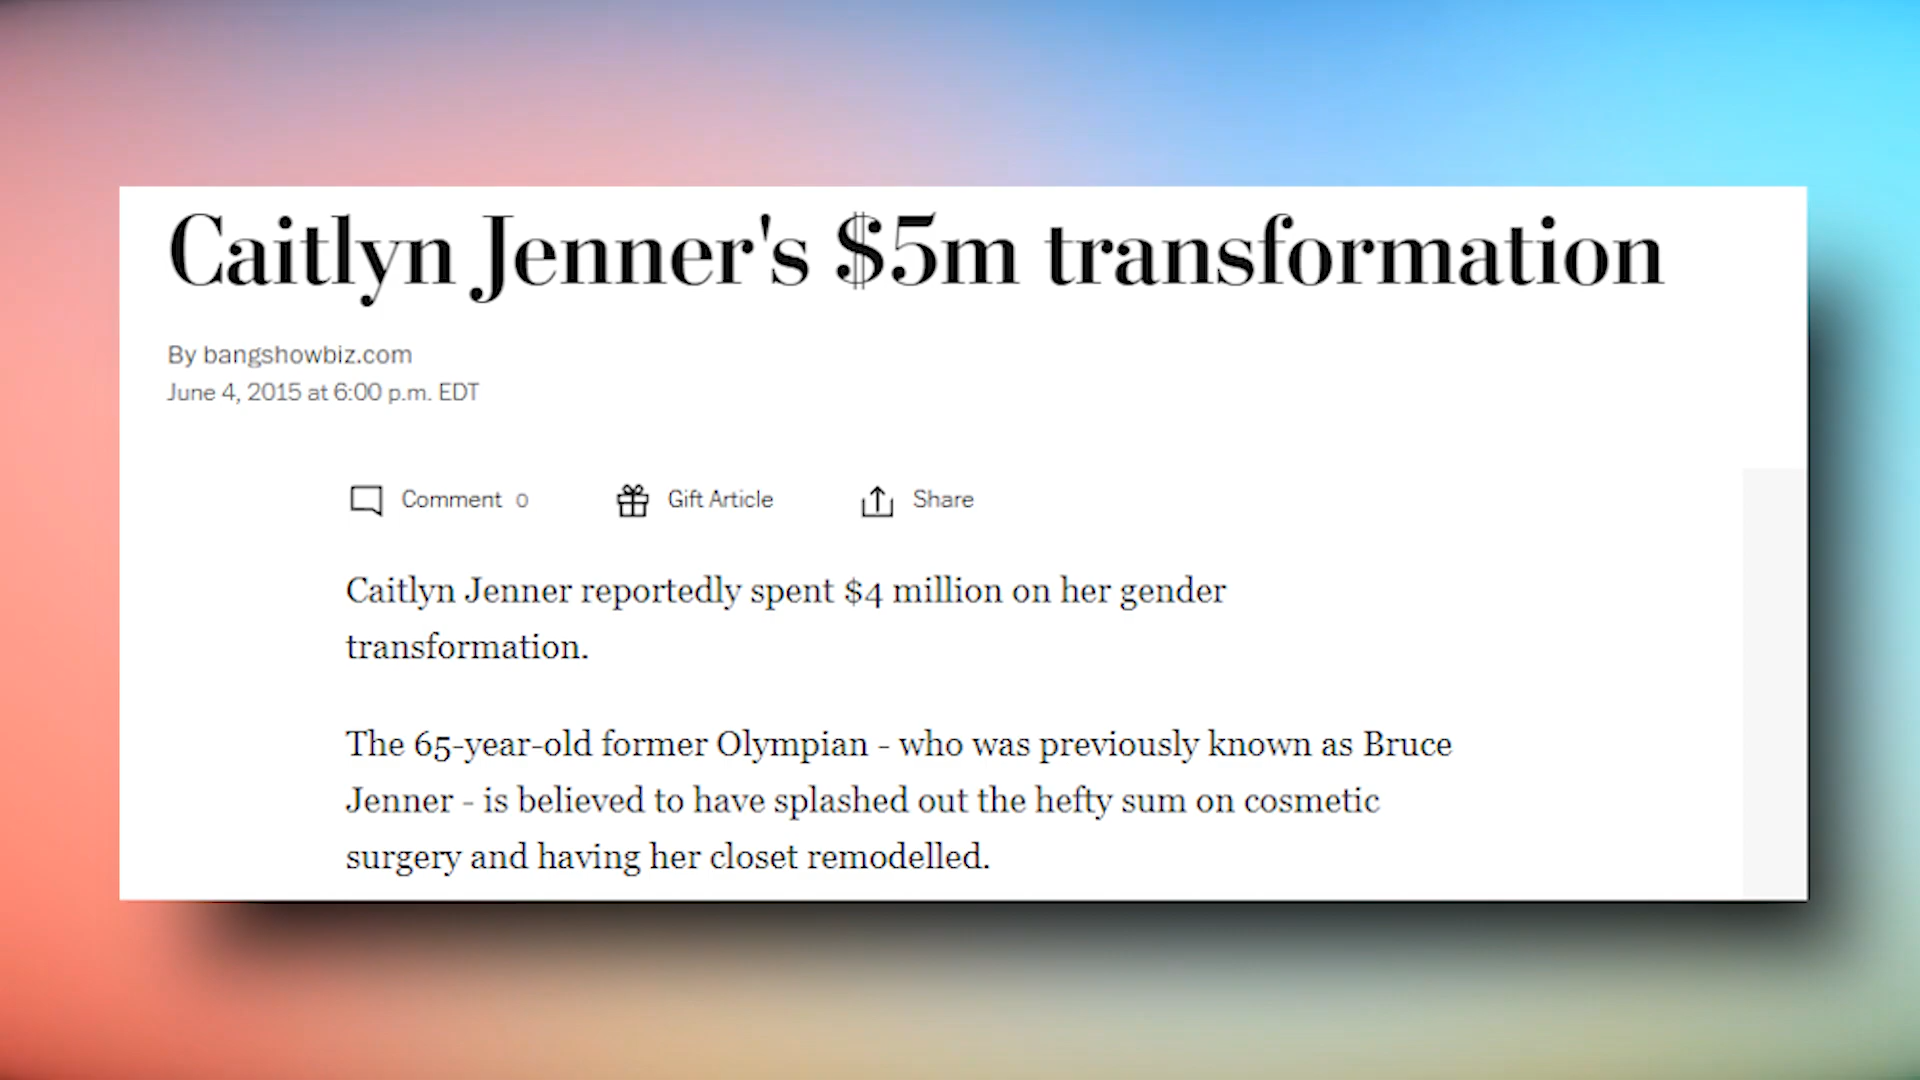 Caitlyn Jenner's $5m transformation
By bangshowbiz.com
June 4, 2015 at 6:00 p.m. EDT
Comment 0
Gift Article
Share
Caitlyn Jenner reportedly spent $4 million on her gender
transformation.
The 65-year-old former Olympian - who was previously known as Bruce
Jenner - is believed to have splashed out the hefty sum on cosmetic
surgery and having her closet remodelled.